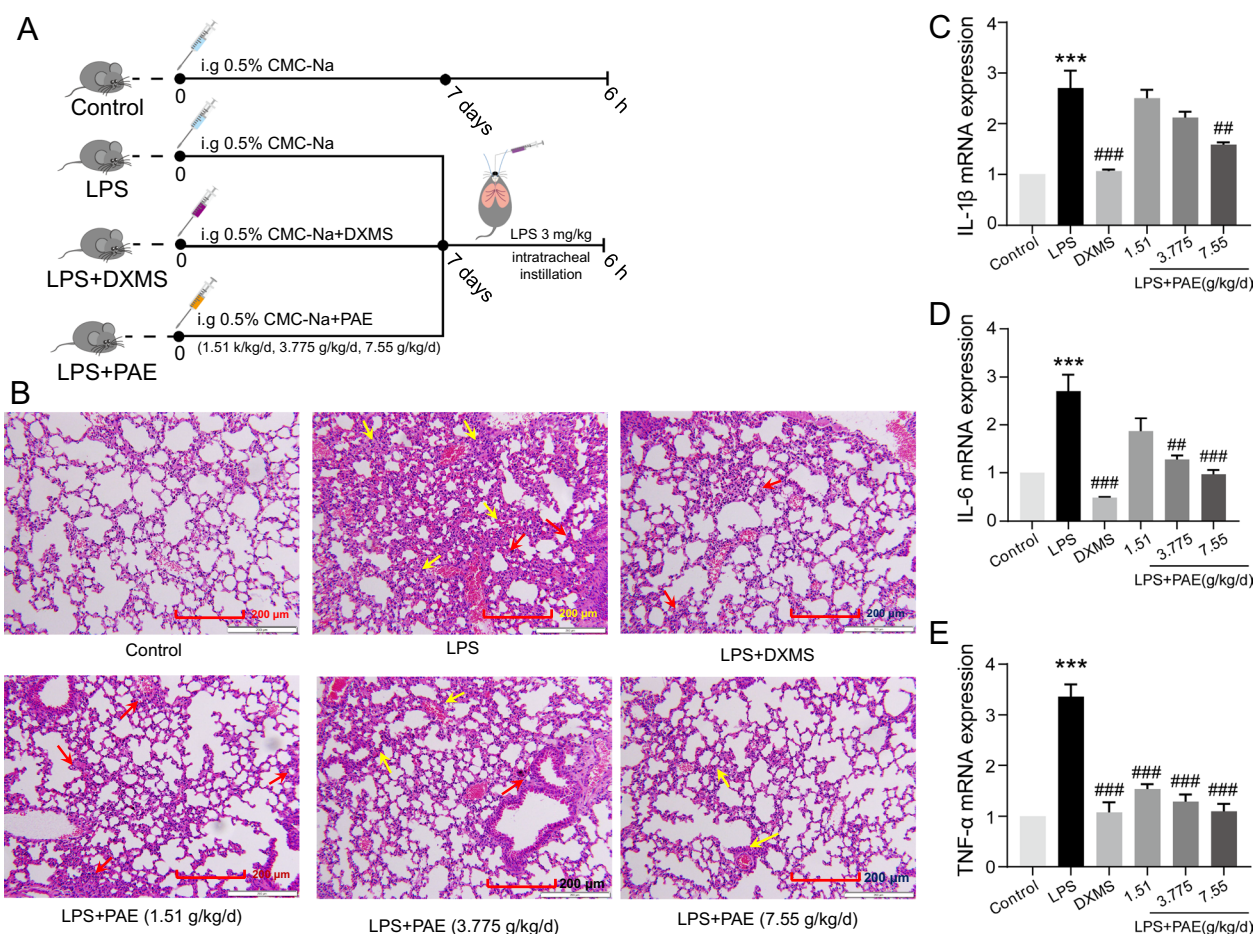 A
i.g 0.5% CMC-Na
Control
0
7 days
6 h
i.g 0.5% CMC-Na
LPS
0
i.g 0.5% CMC-Na+DXMS
LPS+DXMS
0
7 days
LPS 3 mg/kg
intratracheal
instillation
6 h
i.g 0.5% CMC-Na+PAE
(1.51 k/kg/d, 3.775 g/kg/d, 7.55 g/kg/d)
LPS+PAE
0
B
200 μm
Control
200 μm
LPS
200 μm
LPS+DXMS
200 μm
LPS+PAE (1.51 g/kg/d)
200 μm
LPS+PAE (3.775 g/kg/d)
200 μm
LPS+PAE (7.55 g/kg/d)
C
IL-1β mRNA expression
4
3
2
1
0
***
###
##
Control
LPS
DXMS
1.51
3.775
7.55
LPS+PAE(g/kg/d)
D
IL-6 mRNA expression
4
3
2
1
0
***
###
##
###
Control
LPS
DXMS
1.51
3.775
7.55
LPS+PAE(g/kg/d)
E
TNF-α mRNA expression
4
3
2
1
0
***
###
###
###
###
Control
LPS
DXMS
1.51
3.775
7.55
LPS+PAE(g/kg/d)